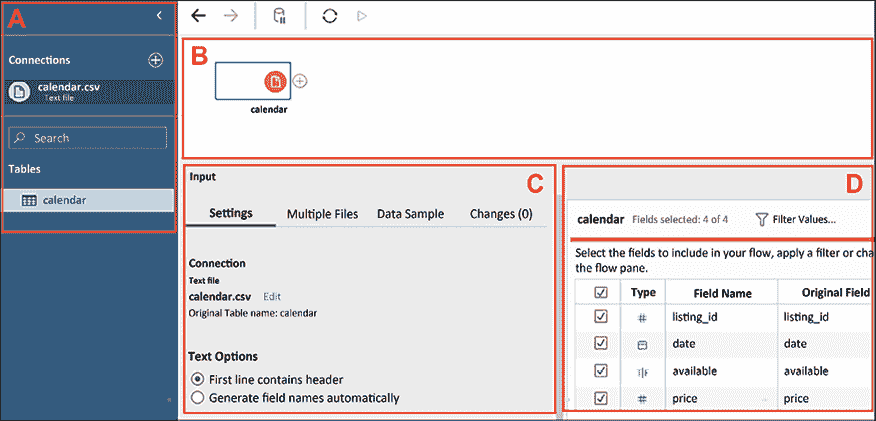 A
Connections
calendar.csv
Text file
Search
Tables
calendar
B
calendar
Input
C
Settings Multiple Files Data Sample Changes (0)
Connection
Text file
calendar.csv Edit
Original Table name: calendar
Text Options
First line contains header
Generate field names automatically
D
calendar Fields selected: 4 of 4 Filter Values...
Select the fields to include in your flow, apply a filter or cha
the flow pane.
Type Field Name Original Field
# listing_id listing_id
date date
available available
# price price